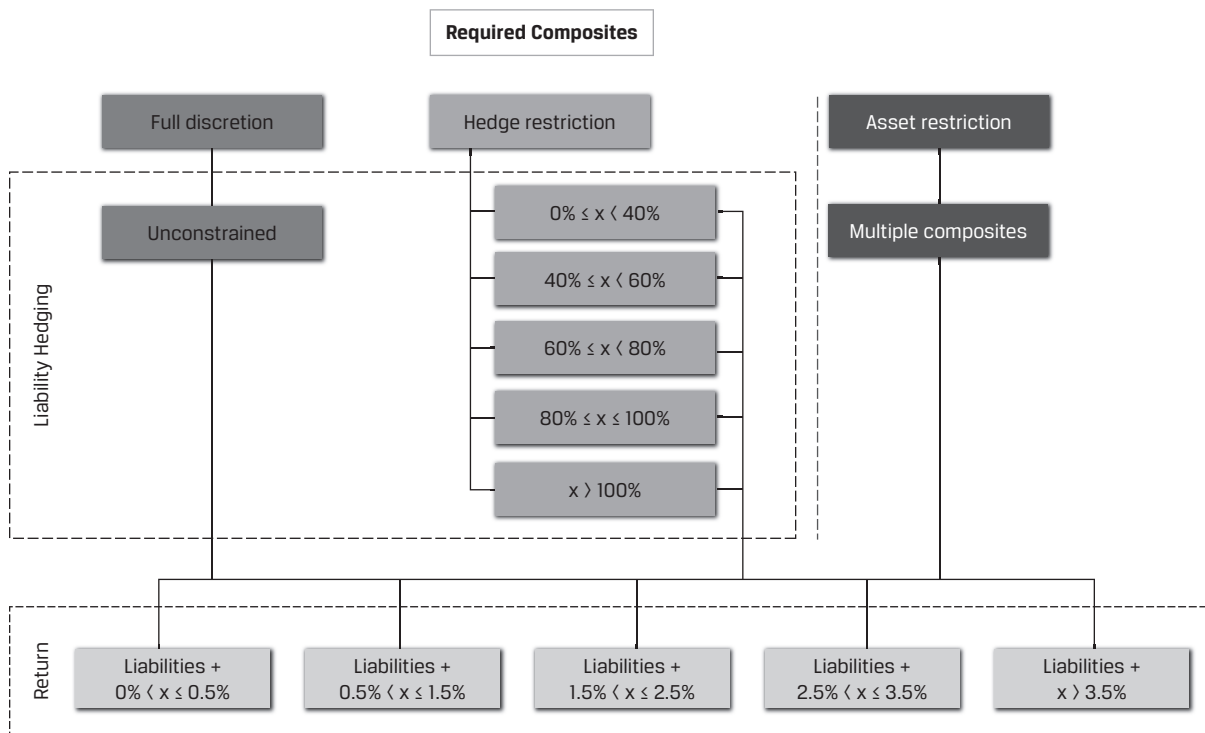 Required Composites
Full discretion
Hedge restriction
Asset restriction
Liability Hedging
Unconstrained
0% ≤ x < 40%
40% ≤ x < 60%
60% ≤ x < 80%
80% ≤ x ≤ 100%
x > 100%
Multiple composites
Return
Liabilities +
0% < x ≤ 0.5%
Liabilities +
0.5% < x ≤ 1.5%
Liabilities +
1.5% < x ≤ 2.5%
Liabilities +
2.5% < x ≤ 3.5%
Liabilities +
x > 3.5%